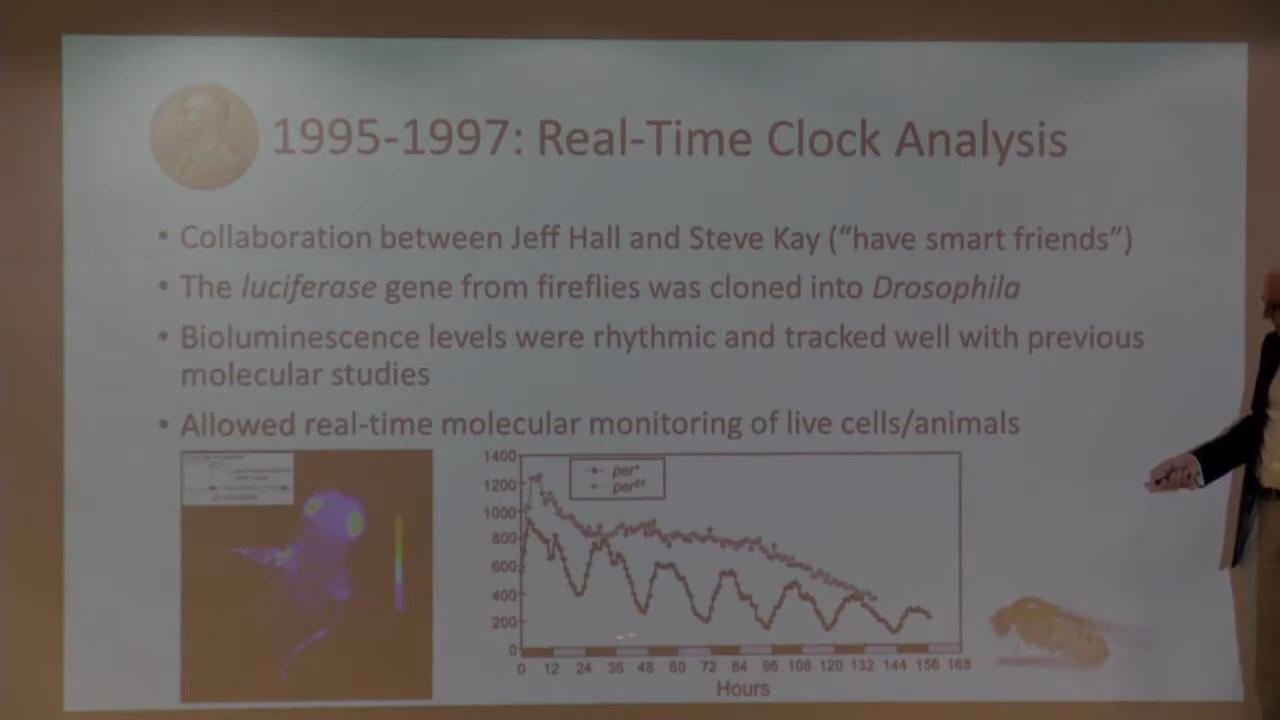 1995-1997: Real-Time Clock Analysis
• Collaboration between Jeff Hall and Steve Kay (“have smart friends”)
• The luciferase gene from fireflies was cloned into Drosophila
• Bioluminescence levels were rhythmic and tracked well with previous
molecular studies
• Allowed real-time molecular monitoring of live cells/animals
1400
1200
1000
800
600
400
200
0
per⁺
per⁰¹
0 12 24 36 48 60 72 84 96 108 120 132 144 156 168
Hours